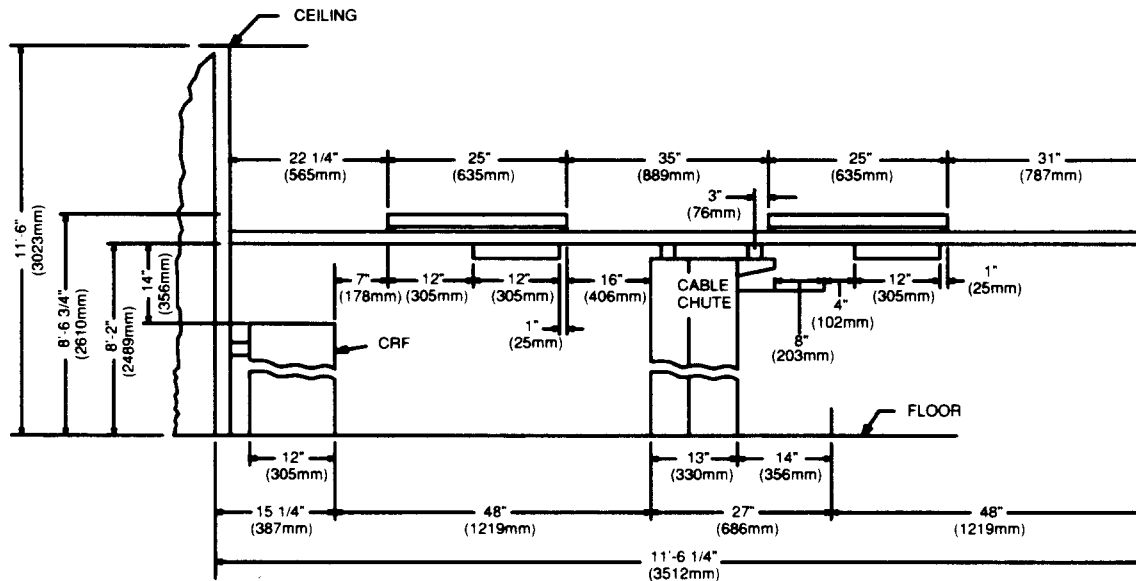 CEILING
22 1/4"
(565mm)
25"
(635mm)
35"
(889mm)
25"
(635mm)
31"
(787mm)
3"
(76mm)
11'-6"
(3023mm)
8'-6 3/4"
(2610mm)
8'-2"
(2489mm)
14"
(356mm)
7"
(178mm)
12"
(305mm)
12"
(305mm)
16"
(406mm)
CABLE
CHUTE
12"
(305mm)
1"
(25mm)
4"
(102mm)
1"
(25mm)
8"
(203mm)
CRF
FLOOR
12"
(305mm)
13"
(330mm)
14"
(356mm)
15 1/4"
(387mm)
48"
(1219mm)
27"
(686mm)
48"
(1219mm)
11'-6 1/4"
(3512mm)